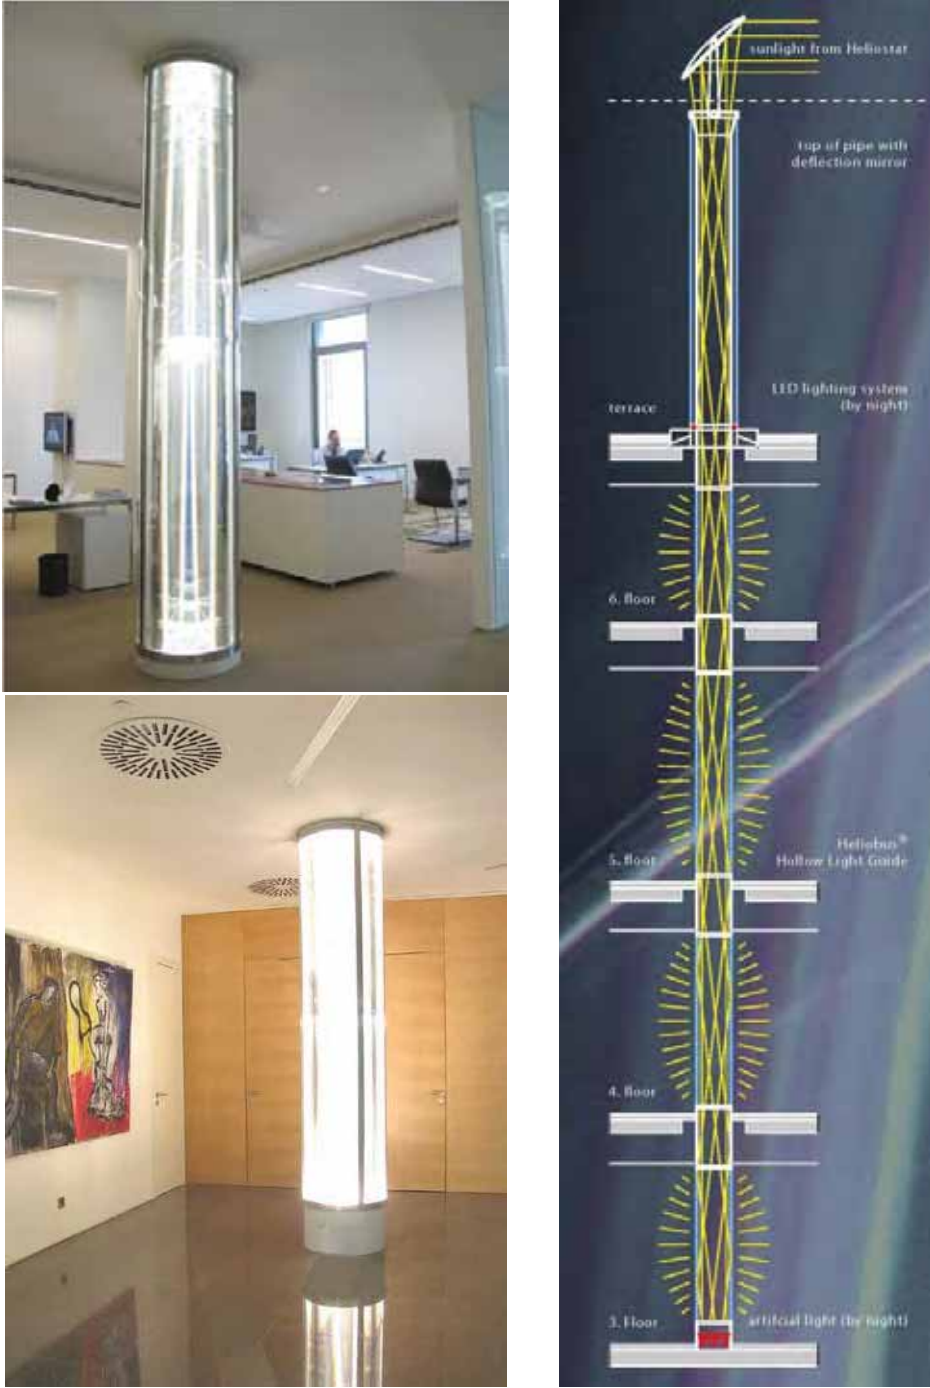 sunlight from Heliostat
top of pipe with
deflection mirror
LED lighting system
(by night)
terrace
6. floor
Heliobus®
Hollow Light Guide
5. floor
4. floor
3. Floor
artifcial light (by night)